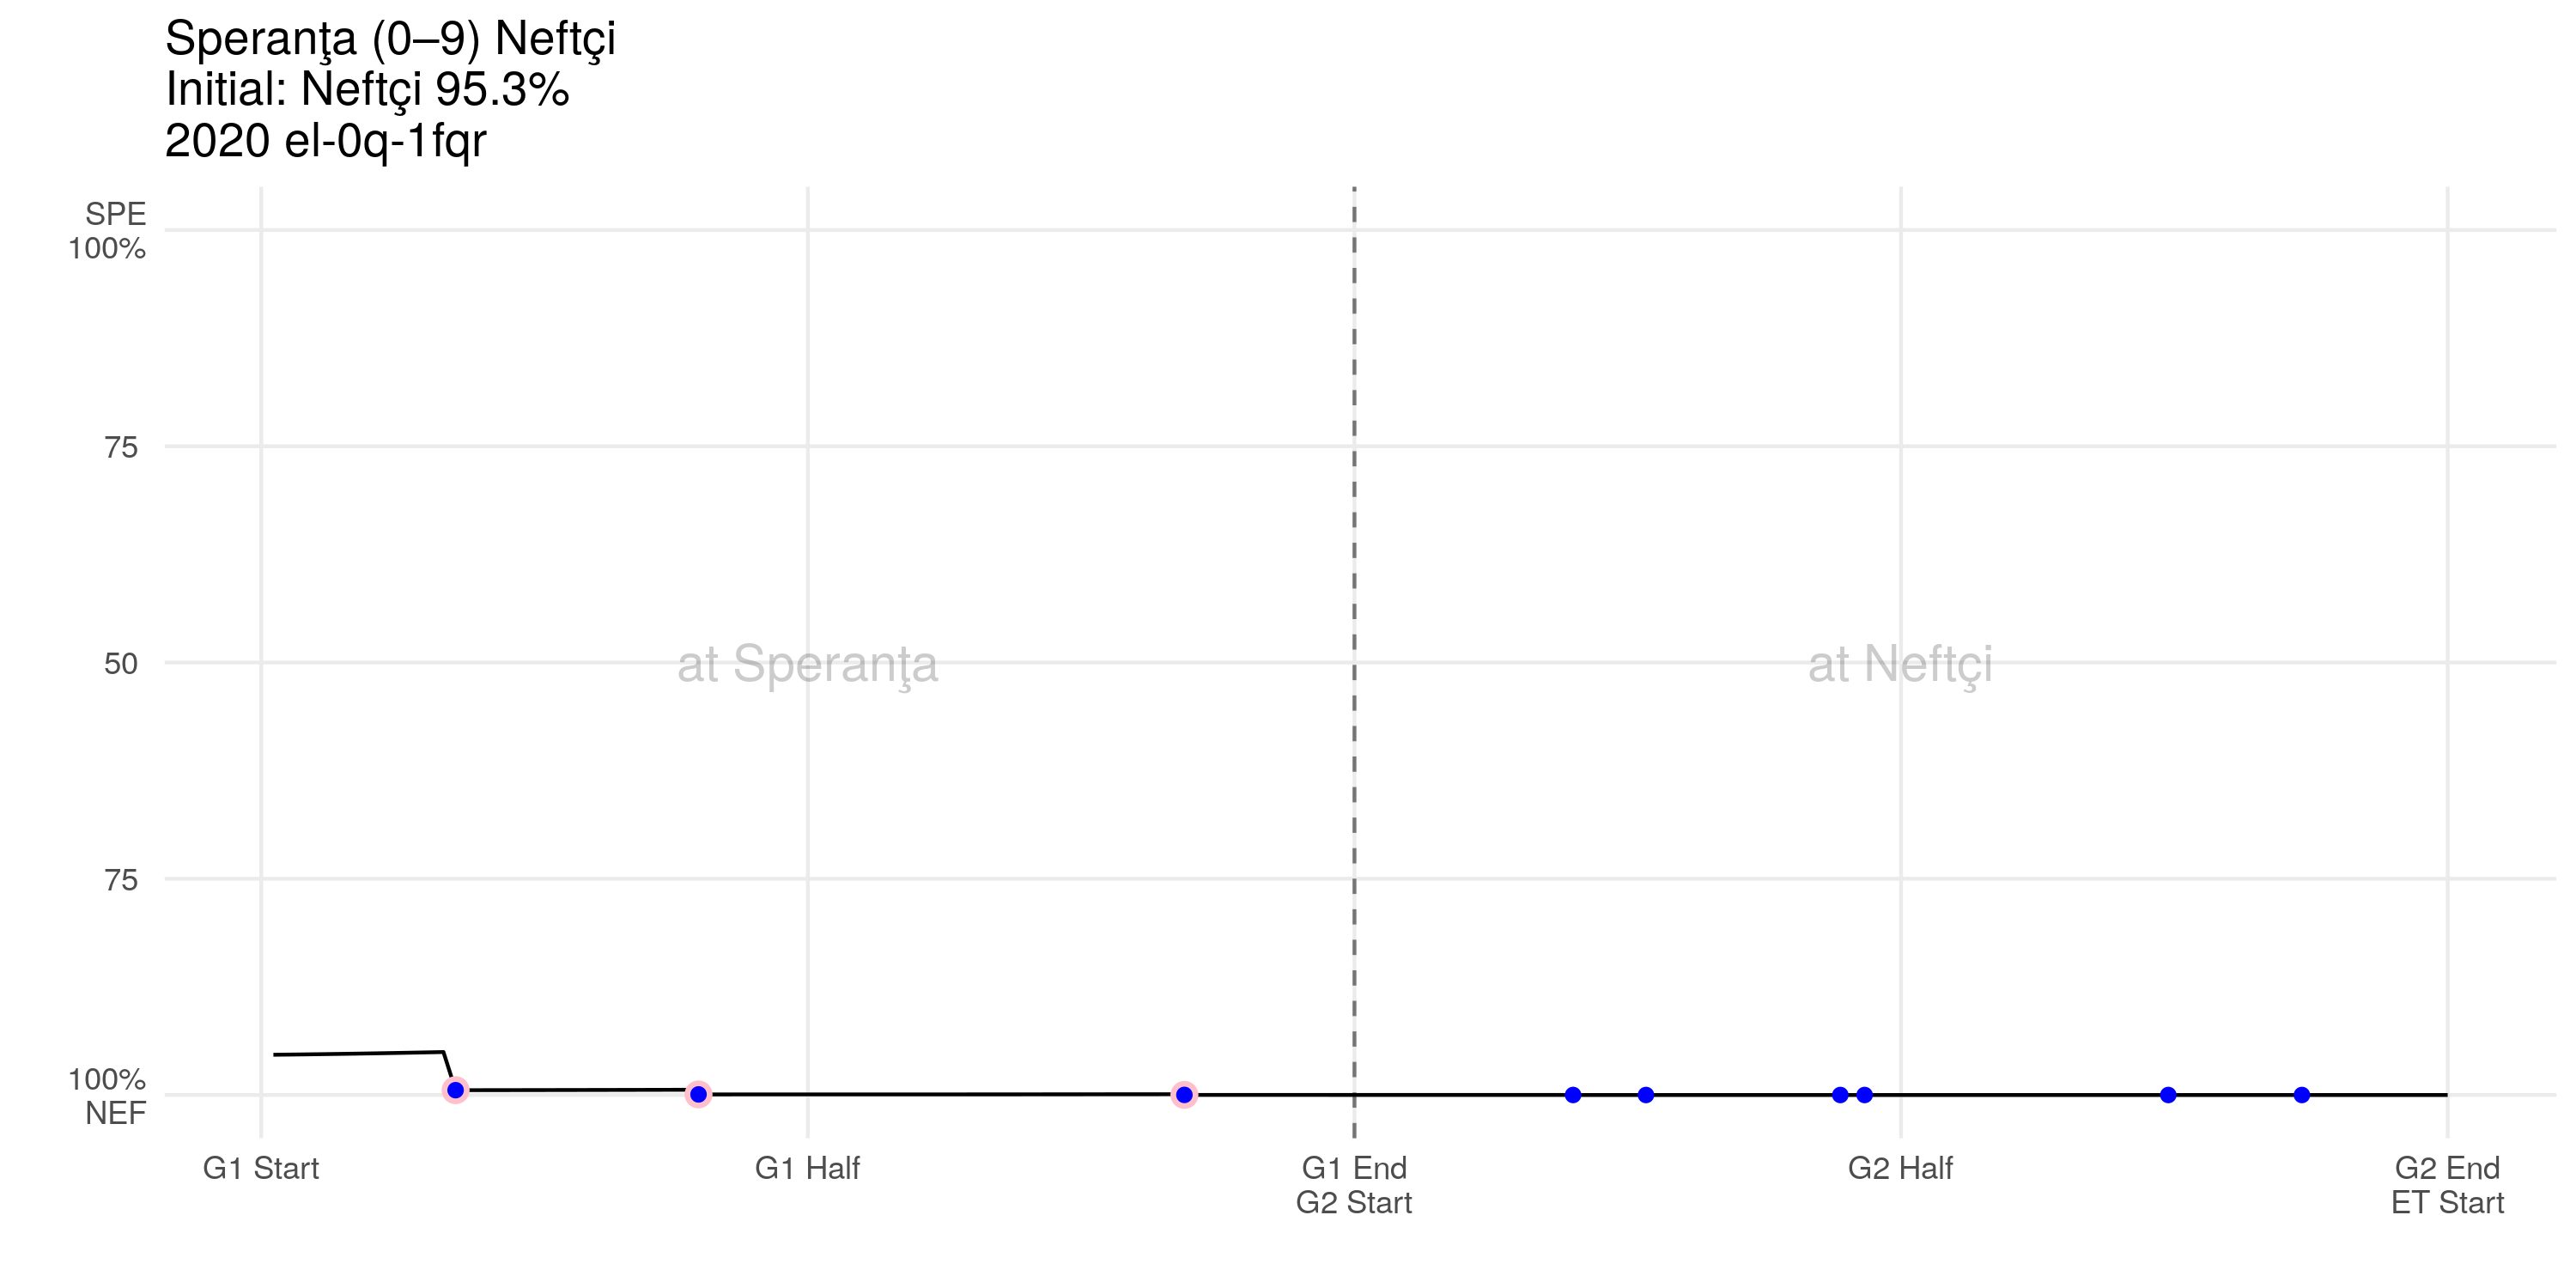 Speranţa (0–9) Neftçi
Initial: Neftçi 95.3%
2020 el-0q-1fqr
SPE
100%
75
50
75
100%
NEF
at Speranţa
at Neftçi
G1 Start
G1 Half
G1 End
G2 Start
G2 Half
G2 End
ET Start